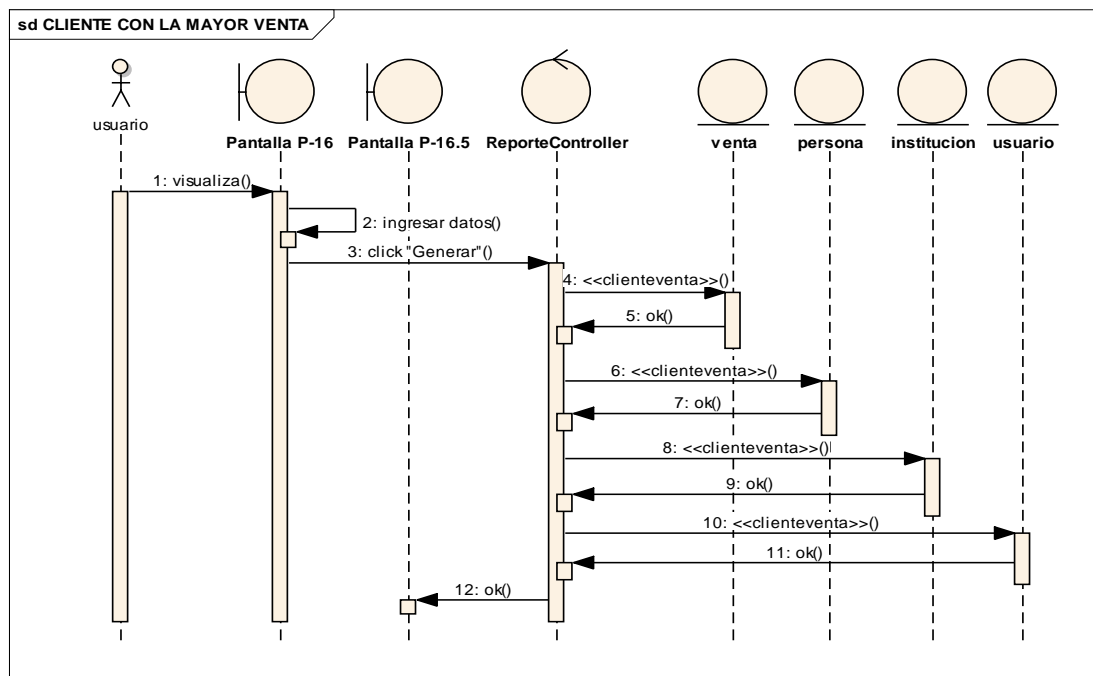 sd CLIENTE CON LA MAYOR VENTA
usuario
Pantalla P-16
Pantalla P-16.5
ReporteController
venta
persona
institucion
usuario
1: visualiza()
2: ingresar datos()
3: click "Generar"()
4: <<clienteventa>>()
5: ok()
6: <<clienteventa>>()
7: ok()
8: <<clienteventa>>()
9: ok()
10: <<clienteventa>>()
11: ok()
12: ok()